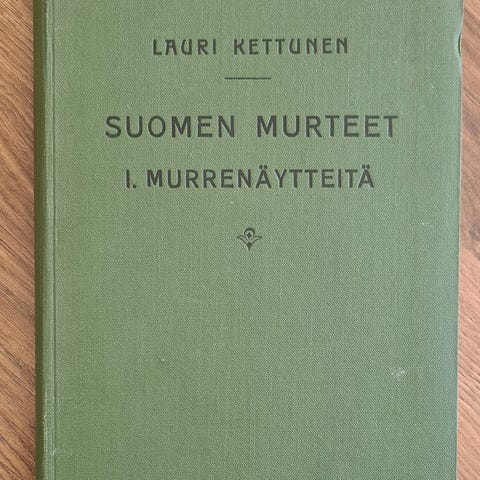 LAURI KETTUNEN
SUOMEN MURTEET
I. MURRENÄYTTEITÄ